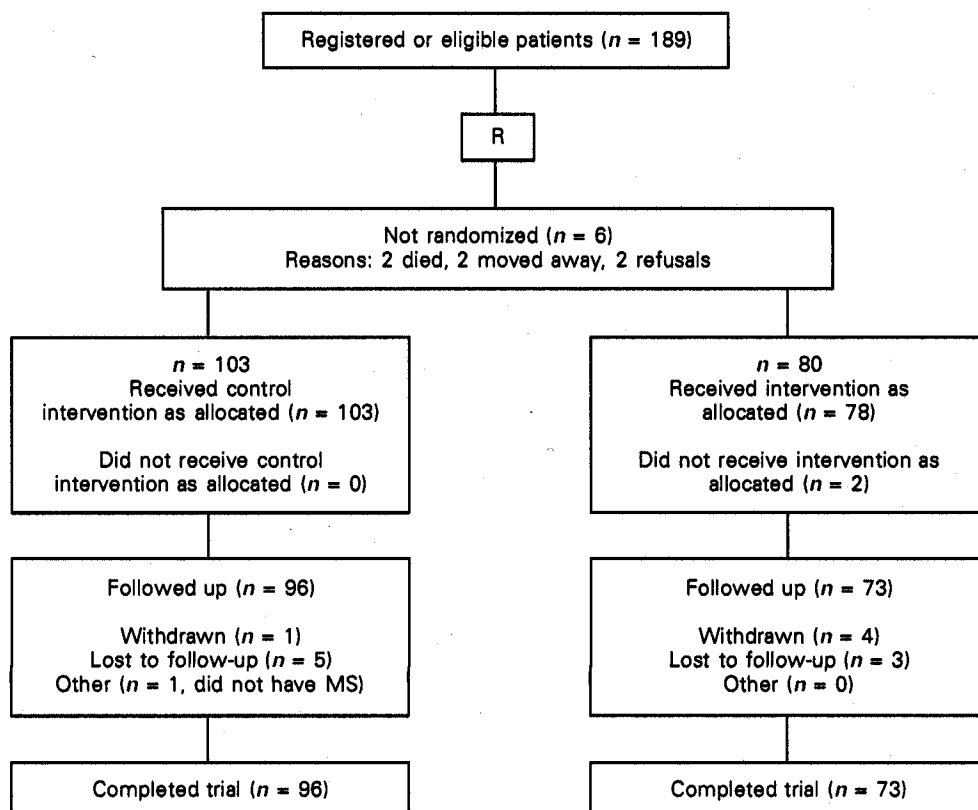 Registered or eligible patients (n = 189)
R
Not randomized (n = 6)
Reasons: 2 died, 2 moved away, 2 refusals
n = 103
Received control
intervention as allocated (n = 103)
Did not receive control
intervention as allocated (n = 0)
n = 80
Received intervention as
allocated (n = 78)
Did not receive intervention as
allocated (n = 2)
Followed up (n = 96)
Withdrawn (n = 1)
Lost to follow-up (n = 5)
Other (n = 1, did not have MS)
Followed up (n = 73)
Withdrawn (n = 4)
Lost to follow-up (n = 3)
Other (n = 0)
Completed trial (n = 96)
Completed trial (n = 73)